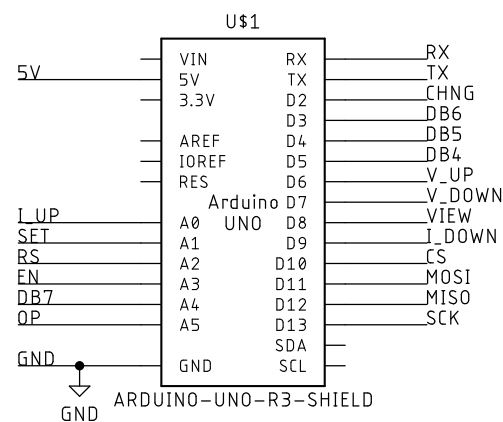 U$1
VIN RX RX
5V 5V TX TX
3.3V D2 CHNG
D3 DB6
AREF D4 DB5
IOREF D5 DB4
RES D6 V_UP
Arduino D7 V_DOWN
I_UP A0 UNO D8 VIEW
SET A1 D9 I_DOWN
RS A2 D10 CS
EN A3 D11 MOSI
DB7 A4 D12 MISO
OP A5 D13 SCK
SDA
GND GND SCL
ARDUINO-UNO-R3-SHIELD
GND